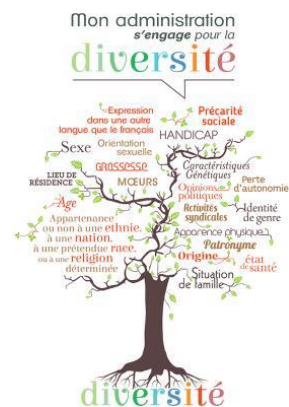 Mon administration
s'engage pour la
diversité
Expression
dans une autre
langue que le français
Précarité
sociale
HANDICAP
Sexe
Orientation
sexuelle
GROSSESSE
Caractéristiques
Génétiques
LIEU DE
RÉSIDENCE
MŒURS
Opinions
politiques
Perte
d'autonomie
Age
Activités
syndicales
Identité
de genre
Appartenance
ou non à une ethnie,
à une nation,
à une prétendue race,
ou à une religion
déterminée
Apparence physique
Patronyme
Origine
état
de santé
Situation
de famille
diversité